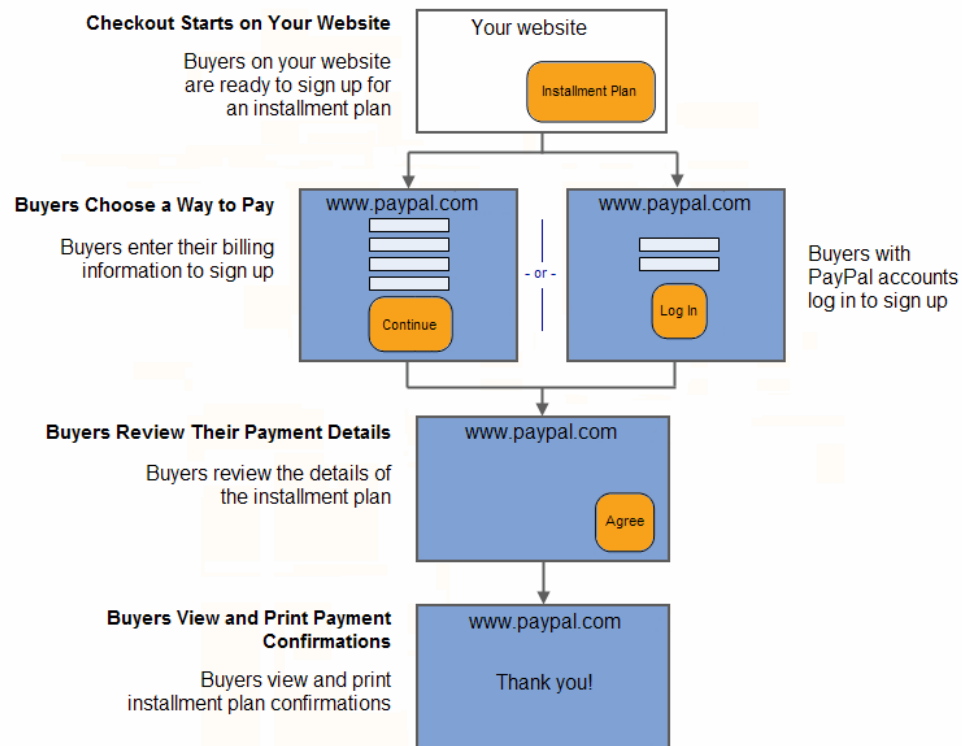 Checkout Starts on Your Website
Buyers on your website
are ready to sign up for
an installment plan
Your website
Installment Plan
Buyers Choose a Way to Pay
Buyers enter their billing
information to sign up
www.paypal.com
Continue
- or -
www.paypal.com
Log In
Buyers with
PayPal accounts
log in to sign up
Buyers Review Their Payment Details
Buyers review the details of
the installment plan
www.paypal.com
Agree
Buyers View and Print Payment
Confirmations
Buyers view and print
installment plan confirmations
www.paypal.com
Thank you!